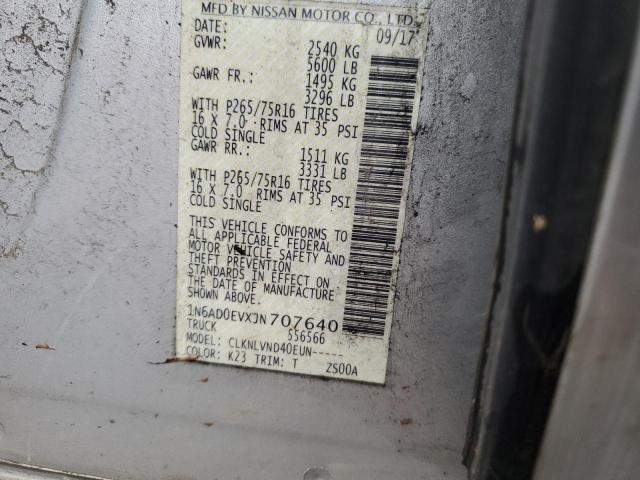 MFD BY NISSAN MOTOR CO., LTD.
DATE: 09/17
GVWR: 2540 KG
5600 LB
GAWR FR.: 1495 KG
3296 LB
WITH P265/75R16 TIRES
16 X 7.0 RIMS AT 35 PSI
COLD SINGLE
GAWR RR.: 1511 KG
3331 LB
WITH P265/75R16 TIRES
16 X 7.0 RIMS AT 35 PSI
COLD SINGLE
THIS VEHICLE CONFORMS TO
ALL APPLICABLE FEDERAL
MOTOR VEHICLE SAFETY AND
THEFT PREVENTION
STANDARDS IN EFFECT ON
THE DATE OF MANUFACTURE
SHOWN ABOVE.
1N6AD0EVXJN707640
TRUCK 556566
MODEL: CLKNLVND40EUN-----
COLOR: K23 TRIM: T ZS00A